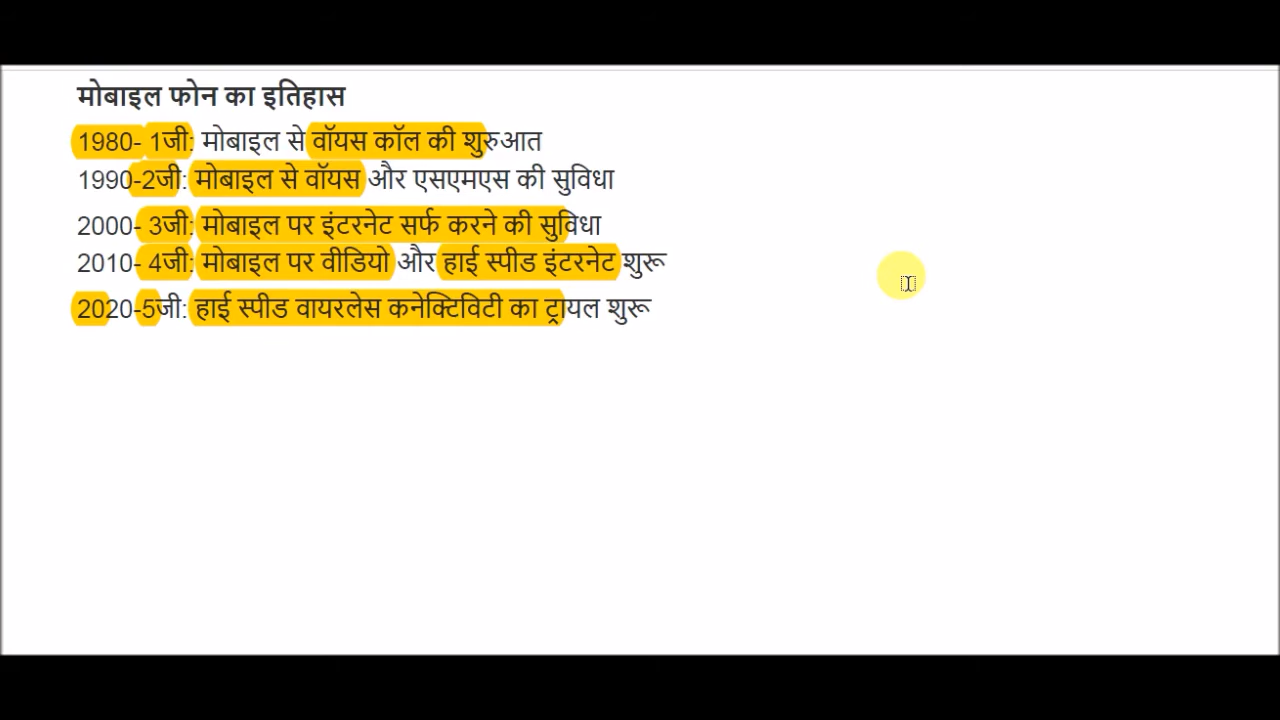 मोबाइल फोन का इतिहास
1980- 1जी: मोबाइल से वॉयस कॉल की शुरुआत
1990-2जी: मोबाइल से वॉयस और एसएमएस की सुविधा
2000- 3जी: मोबाइल पर इंटरनेट सर्फ करने की सुविधा
2010- 4जी: मोबाइल पर वीडियो और हाई स्पीड इंटरनेट शुरू
2020-5जी: हाई स्पीड वायरलेस कनेक्टिविटी का ट्रायल शुरू